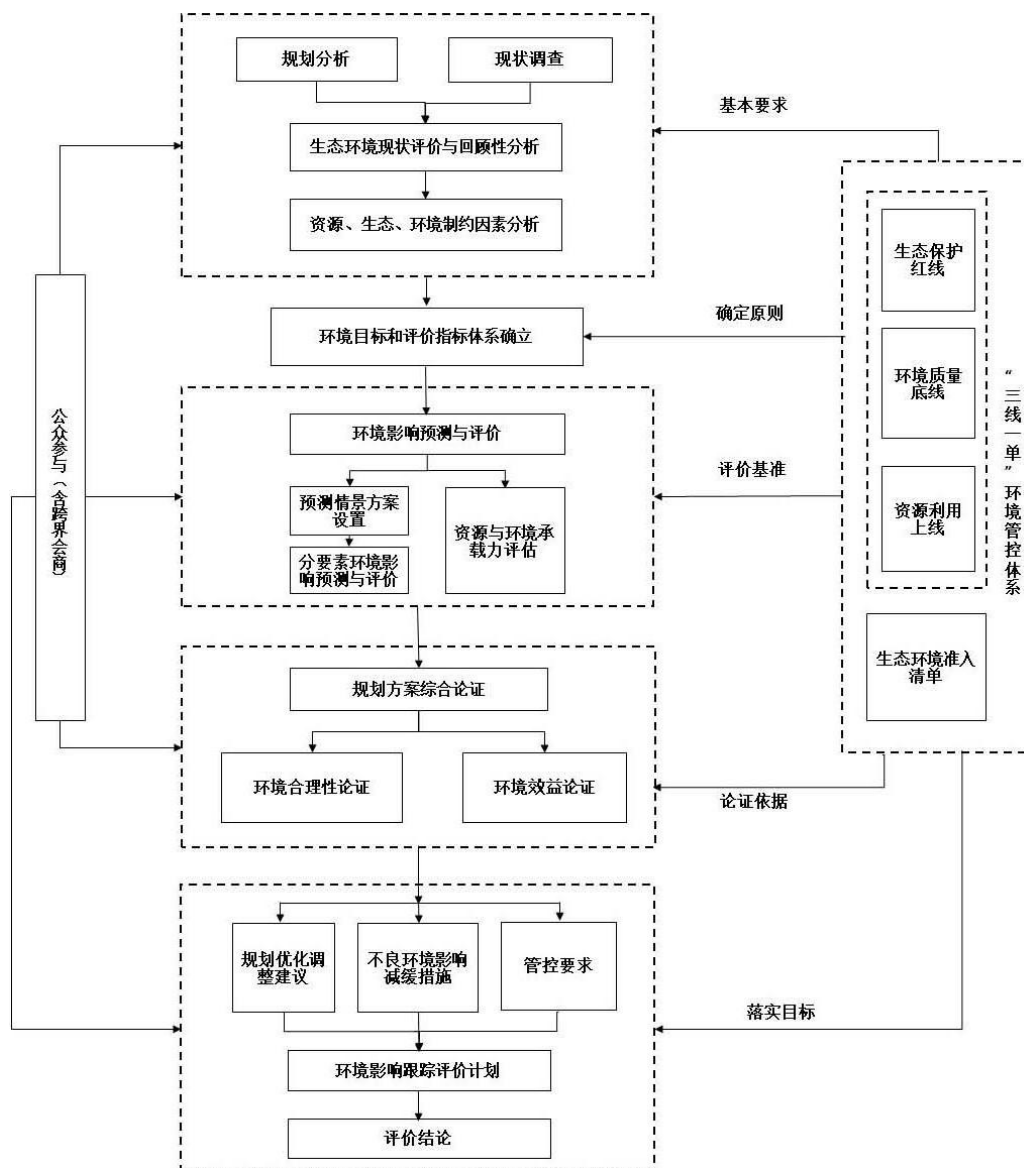 规划分析
现状调查
基本要求
生态环境现状评价与回顾性分析
资源、生态、环境制约因素分析
生态保护
红线
确定原则
环境目标和评价指标体系确立
环境质量
底线
“三线一单”环境管控体系
公众参与（含跨界会商）
环境影响预测与评价
评价基准
预测情景方案
设置
资源与环境承
载力评估
资源利用
上线
分要素环境影
响预测与评价
生态环境准入
清单
规划方案综合论证
环境合理性论证
环境效益论证
论证依据
规划优化调
整建议
不良环境影响
减缓措施
管控要求
落实目标
环境影响跟踪评价计划
评价结论